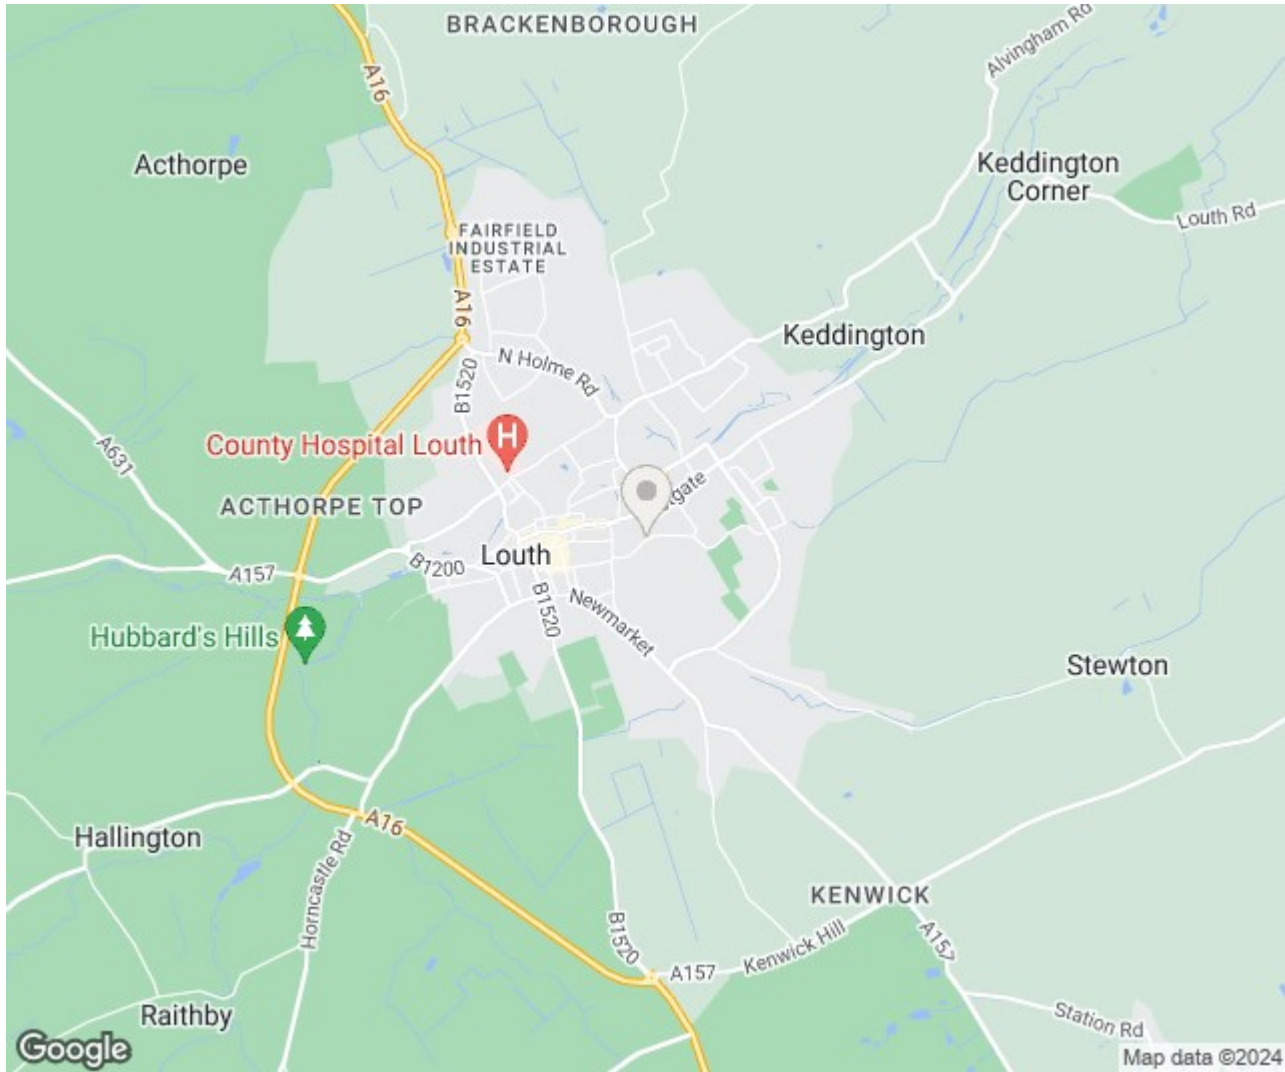 BRACKENBOROUGH
Alvingham Rd
A16
Acthorpe
Keddington
Corner
Louth Rd
FAIRFIELD
INDUSTRIAL
ESTATE
A16
Keddington
N Holme Rd
B1520
County Hospital Louth
H
A631
ACTHORPE TOP
Louth
B1200
A157
B1520
Newmarket
Hubbard's Hills
Stewton
A16
Hallington
Horncastle Rd
KENWICK
B1520
A157
Kenwick Hill
A157
Raithby
Station Rd
Google
Map data ©2024